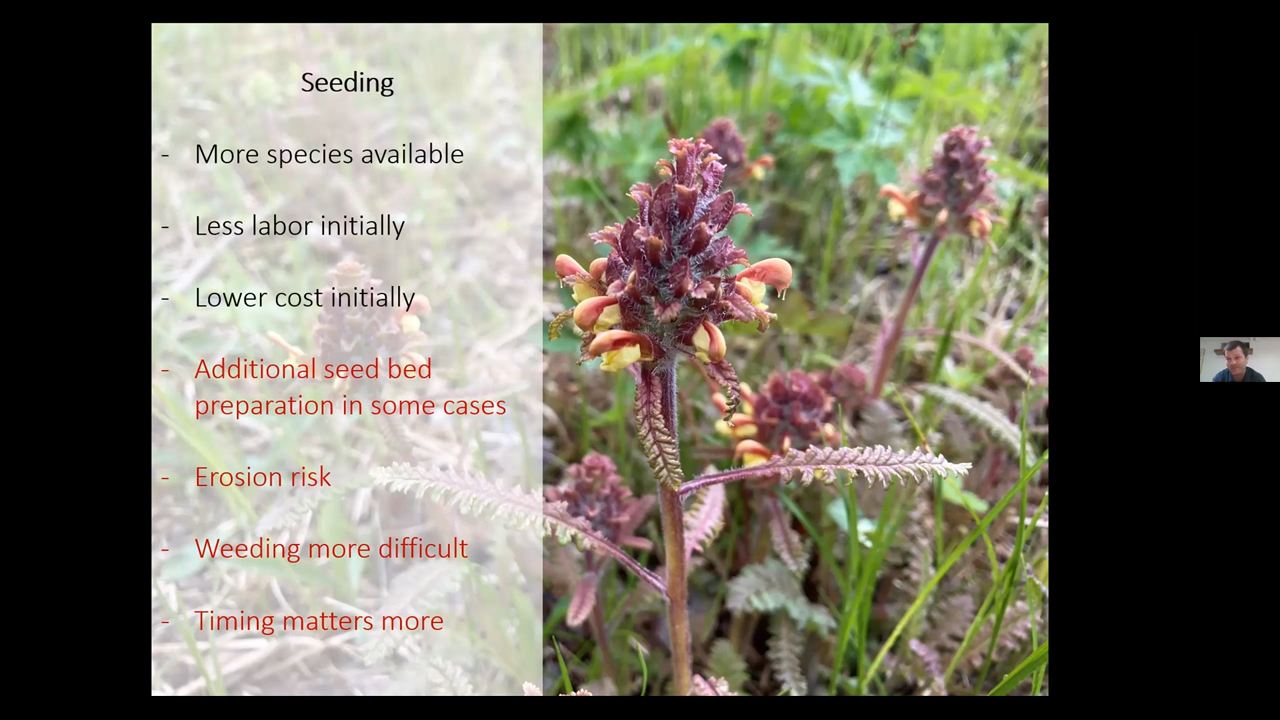 Seeding
- More species available
- Less labor initially
- Lower cost initially
- Additional seed bed
preparation in some cases
- Erosion risk
- Weeding more difficult
- Timing matters more